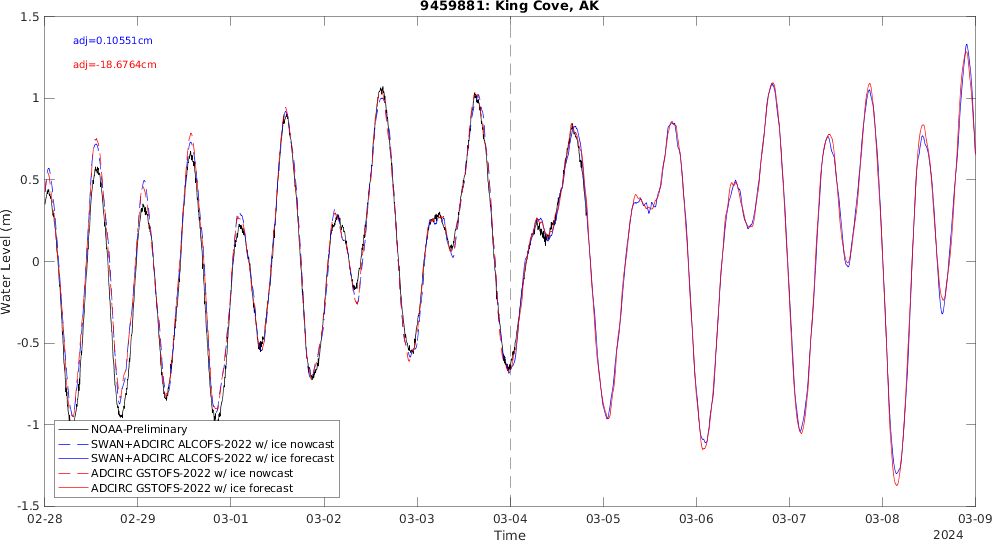 9459881: King Cove, AK
adj=0.10551cm
adj=-18.6764cm
Water Level (m)
1.5
1
0.5
0
-0.5
-1
-1.5
NOAA-Preliminary
SWAN+ADCIRC ALCOFS-2022 w/ ice nowcast
SWAN+ADCIRC ALCOFS-2022 w/ ice forecast
ADCIRC GSTOFS-2022 w/ ice nowcast
ADCIRC GSTOFS-2022 w/ ice forecast
02-28 02-29 03-01 03-02 03-03 03-04 03-05 03-06 03-07 03-08 03-09
Time
2024